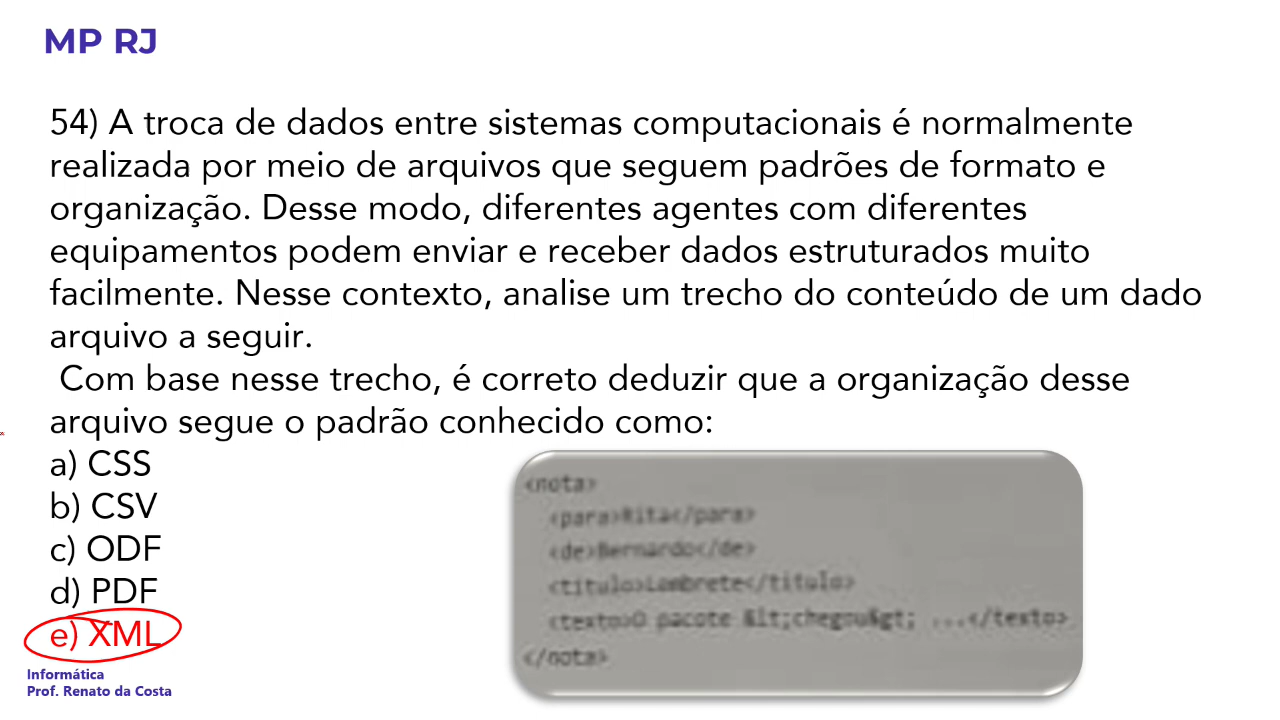 MP RJ
54) A troca de dados entre sistemas computacionais é normalmente
realizada por meio de arquivos que seguem padrões de formato e
organização. Desse modo, diferentes agentes com diferentes
equipamentos podem enviar e receber dados estruturados muito
facilmente. Nesse contexto, analise um trecho do conteúdo de um dado
arquivo a seguir.
Com base nesse trecho, é correto deduzir que a organização desse
arquivo segue o padrão conhecido como:
a) CSS
b) CSV
c) ODF
d) PDF
e) XML
<nota>
<para>Rita</para>
<de>Bernardo</de>
<titulo>Lembrete</titulo>
<texto>O pacote &lt;chegou&gt; ...</texto>
</nota>
Informática
Prof. Renato da Costa